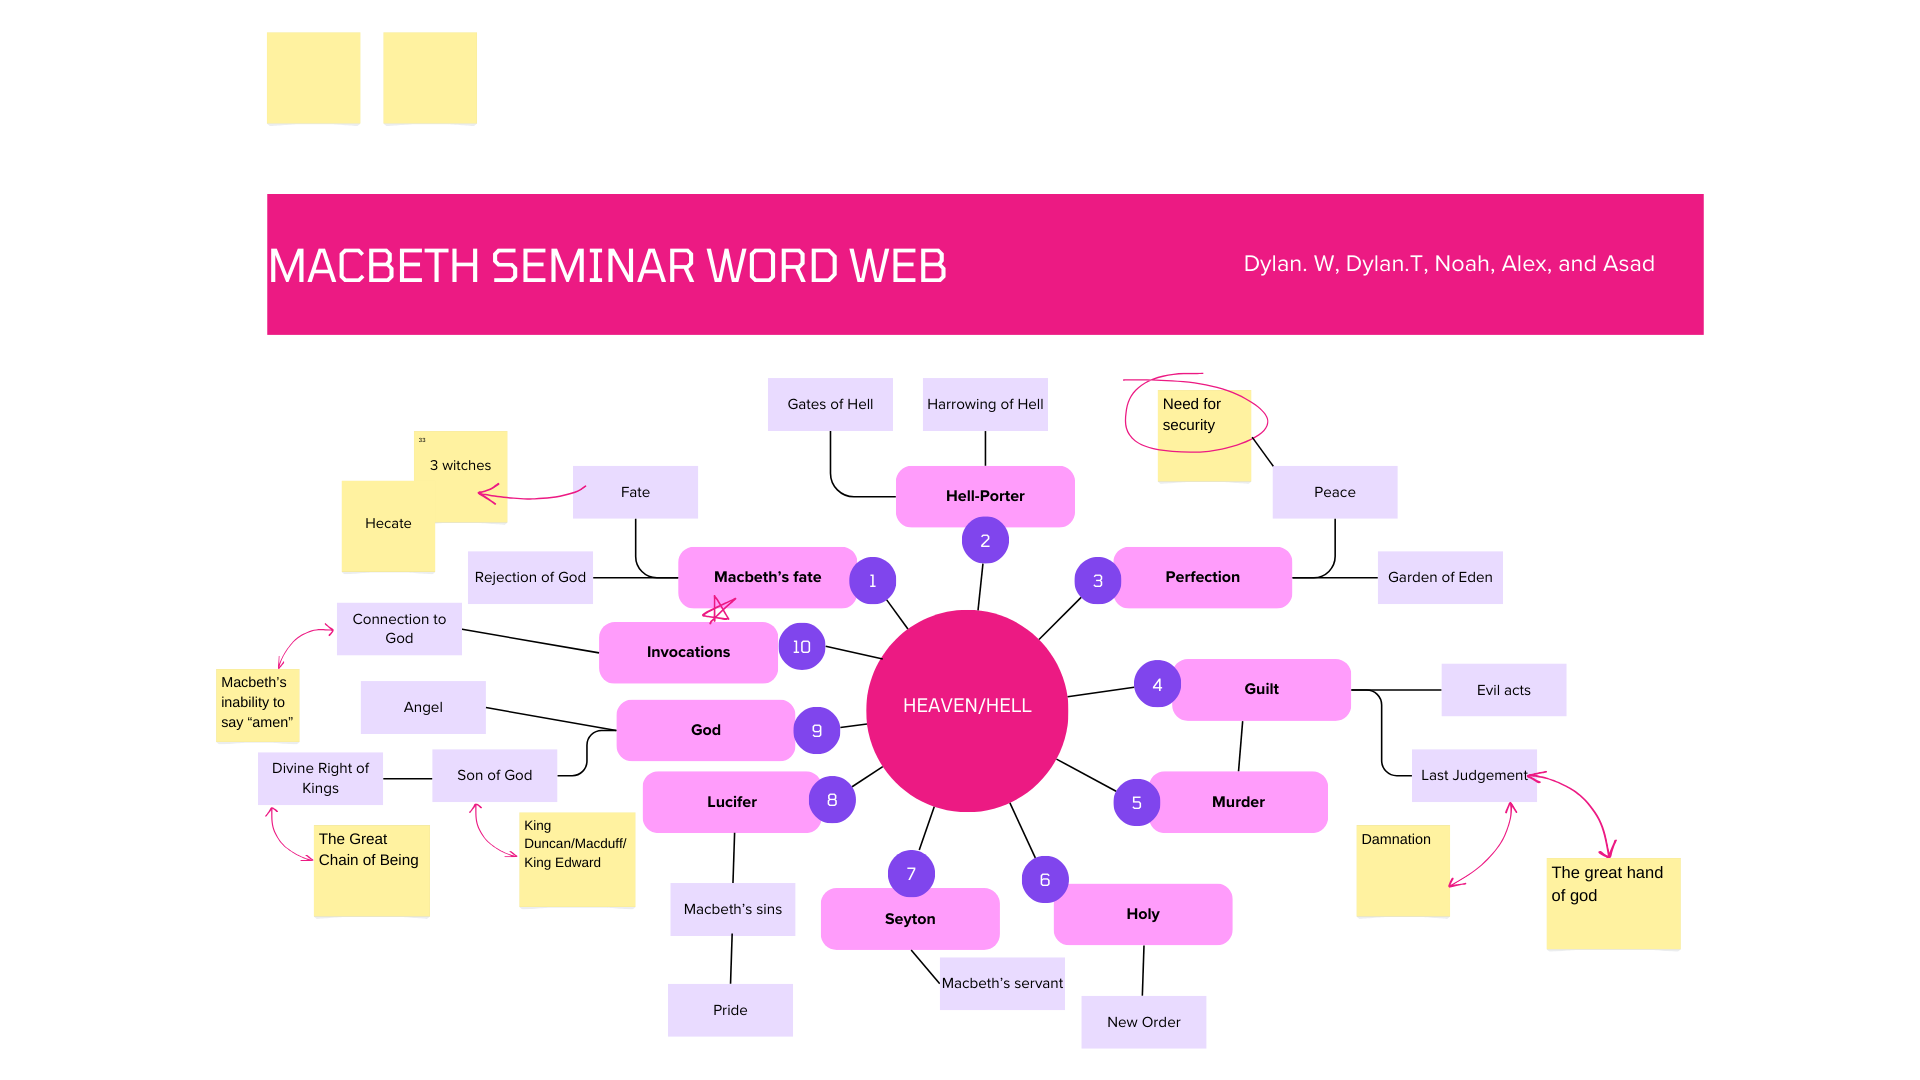 MACBETH SEMINAR WORD WEB
Dylan. W, Dylan.T, Noah, Alex, and Asad
Gates of Hell
Harrowing of Hell
Need for
security
33
3 witches
Fate
Hell-Porter
Peace
Hecate
2
Rejection of God
Macbeth’s fate
1
3
Perfection
Garden of Eden
Connection to
God
Invocations
10
Macbeth’s
inability to
say “amen”
Angel
God
9
HEAVEN/HELL
4
Guilt
Evil acts
Divine Right of
Kings
Son of God
Lucifer
8
5
Murder
Last Judgement
The Great
Chain of Being
King
Duncan/Macduff/
King Edward
Damnation
The great hand
of god
7
6
Macbeth’s sins
Seyton
Holy
Macbeth’s servant
Pride
New Order